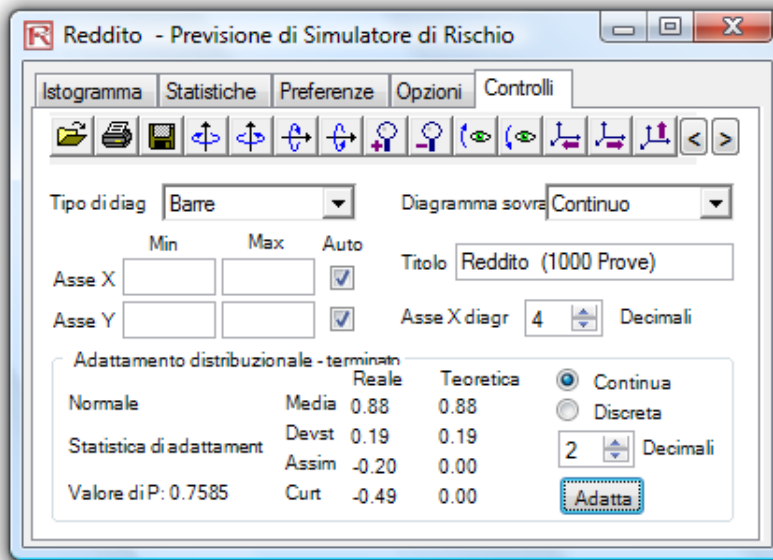 Reddito - Previsione di Simulatore di Rischio
Istogramma Statistiche Preferenze Opzioni Controlli
< >
Tipo di diag Barre Diagramma sovra Continuo
Min Max Auto
Titolo Reddito (1000 Prove)
Asse X
Asse Y Asse X diagr 4 Decimali
Adattamento distribuzionale - terminato
Reale Teoretica Continua
Normale Media 0.88 0.88
Discreta
Devst 0.19 0.19
Statistica di adattament 2 Decimali
Assim -0.20 0.00
Valore di P: 0.7585 Curt -0.49 0.00 Adatta